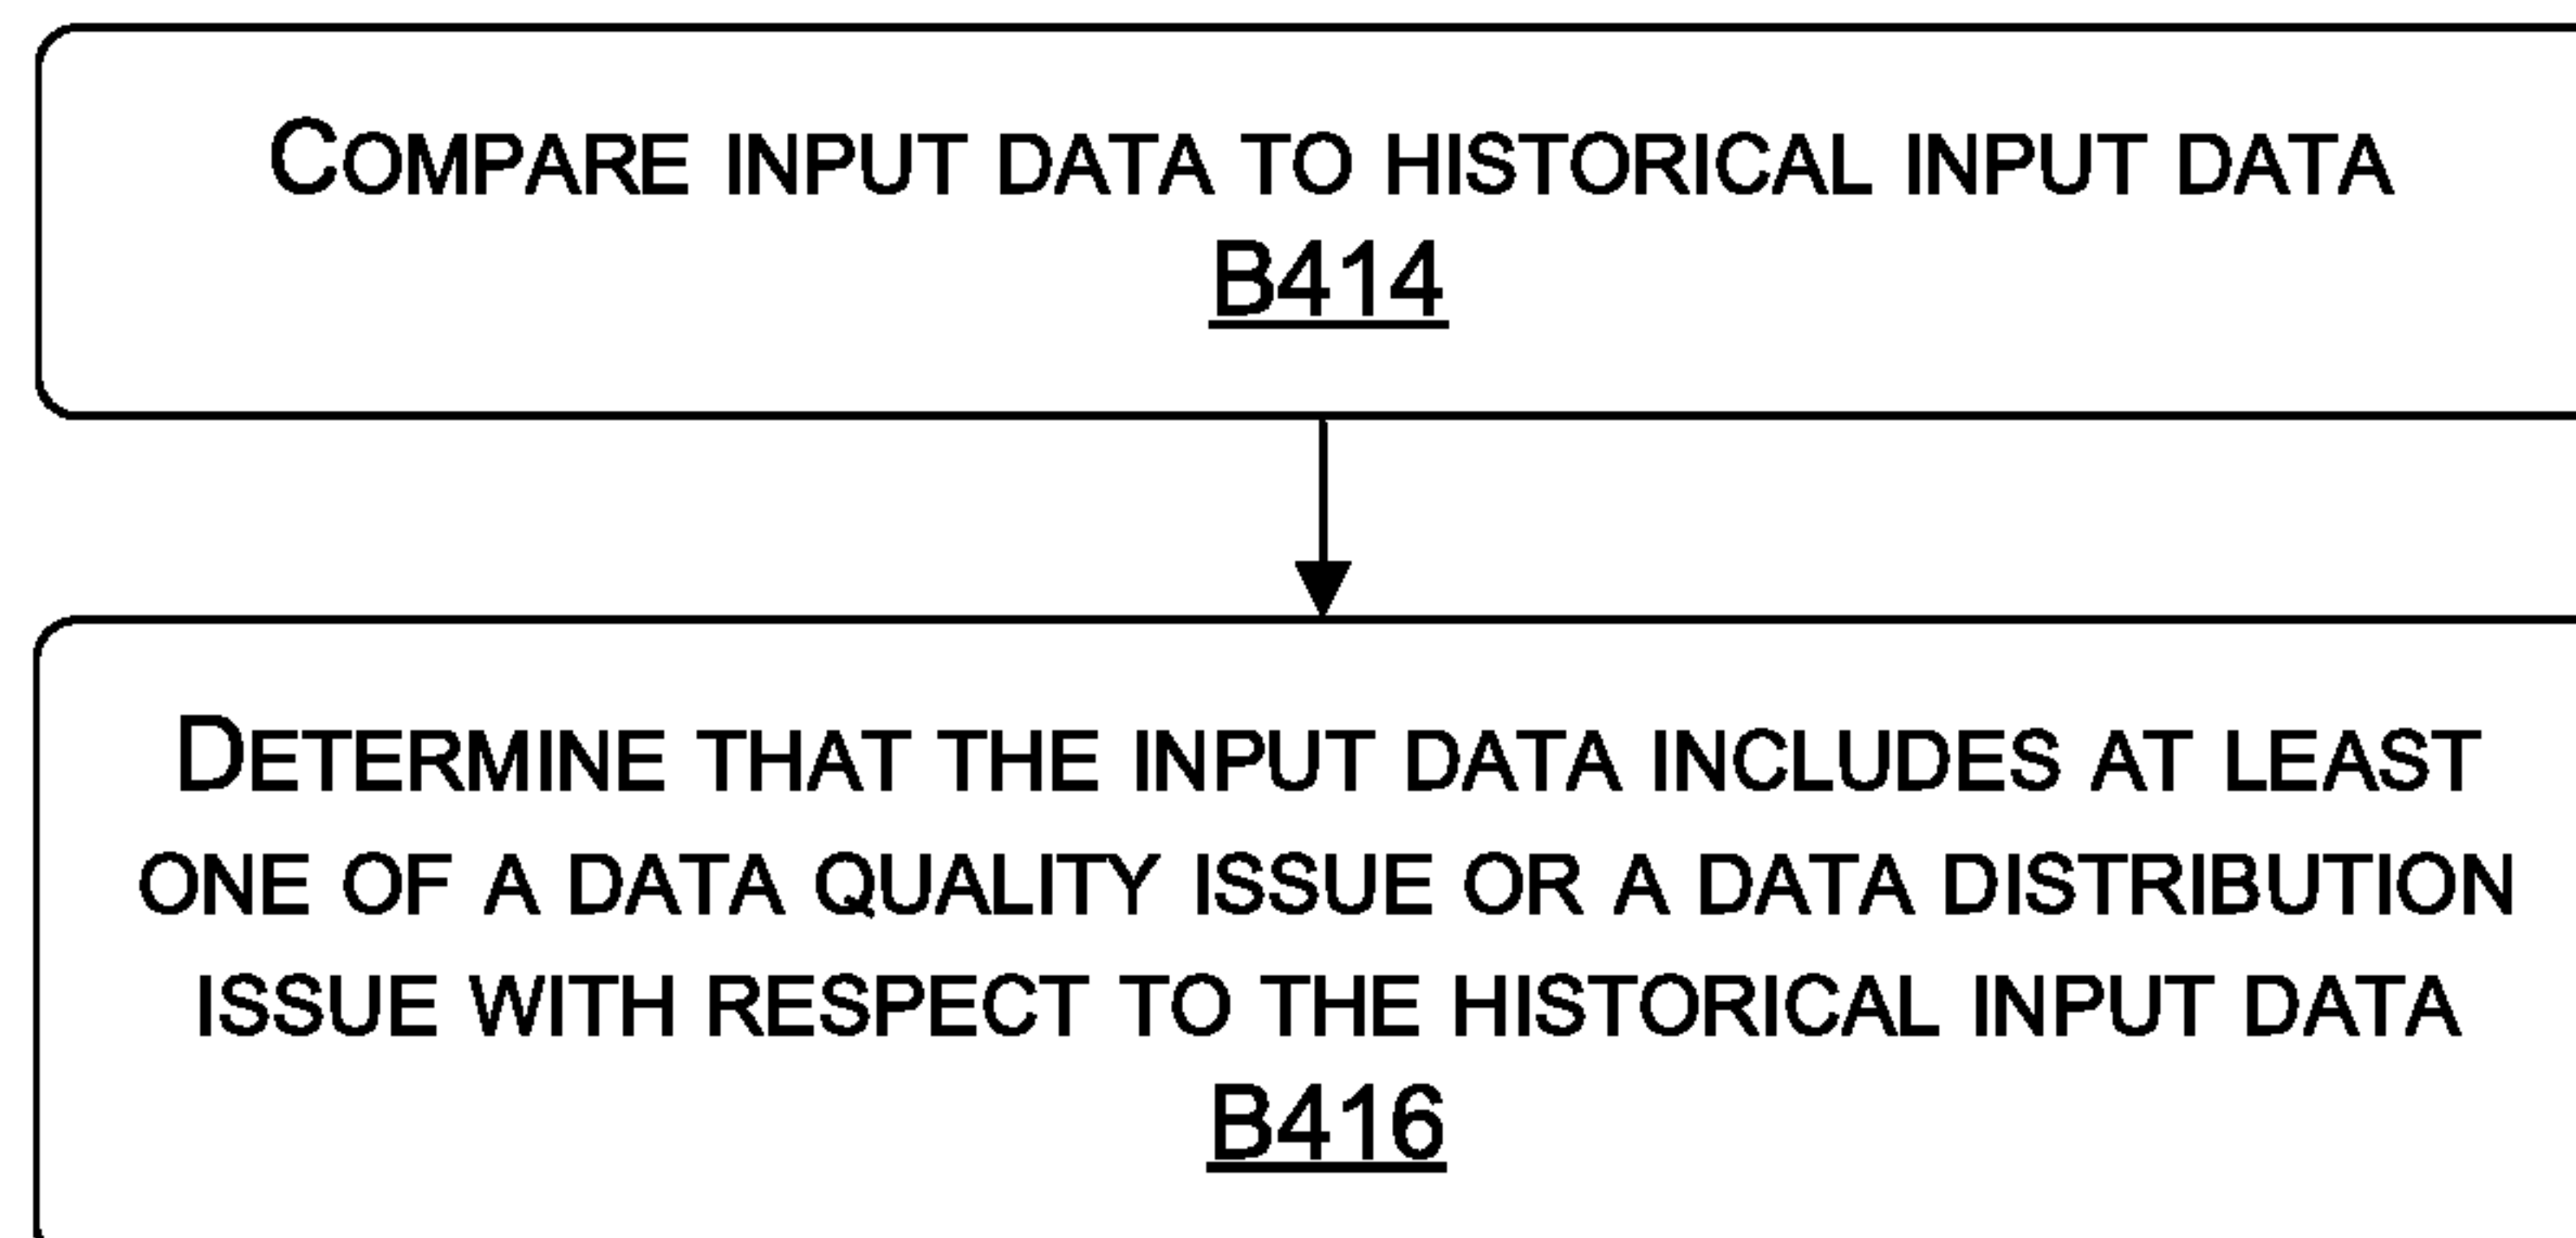 COMPARE INPUT DATA TO HISTORICAL INPUT DATA
B414
DETERMINE THAT THE INPUT DATA INCLUDES AT LEAST
ONE OF A DATA QUALITY ISSUE OR A DATA DISTRIBUTION
ISSUE WITH RESPECT TO THE HISTORICAL INPUT DATA
B416